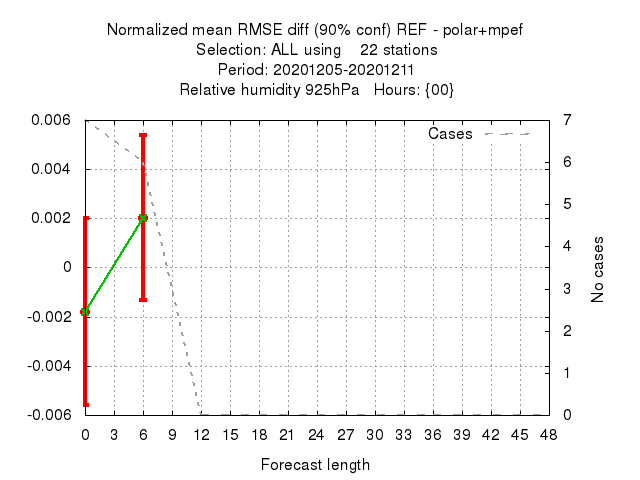 Normalized mean RMSE diff (90% conf) REF - polar+mpef
Selection: ALL using 22 stations
Period: 20201205-20201211
Relative humidity 925hPa Hours: {00}
Cases
0.006
0.004
0.002
0
-0.002
-0.004
-0.006
7
6
5
4
3
2
1
0
No cases
0 3 6 9 12 15 18 21 24 27 30 33 36 39 42 45 48
Forecast length